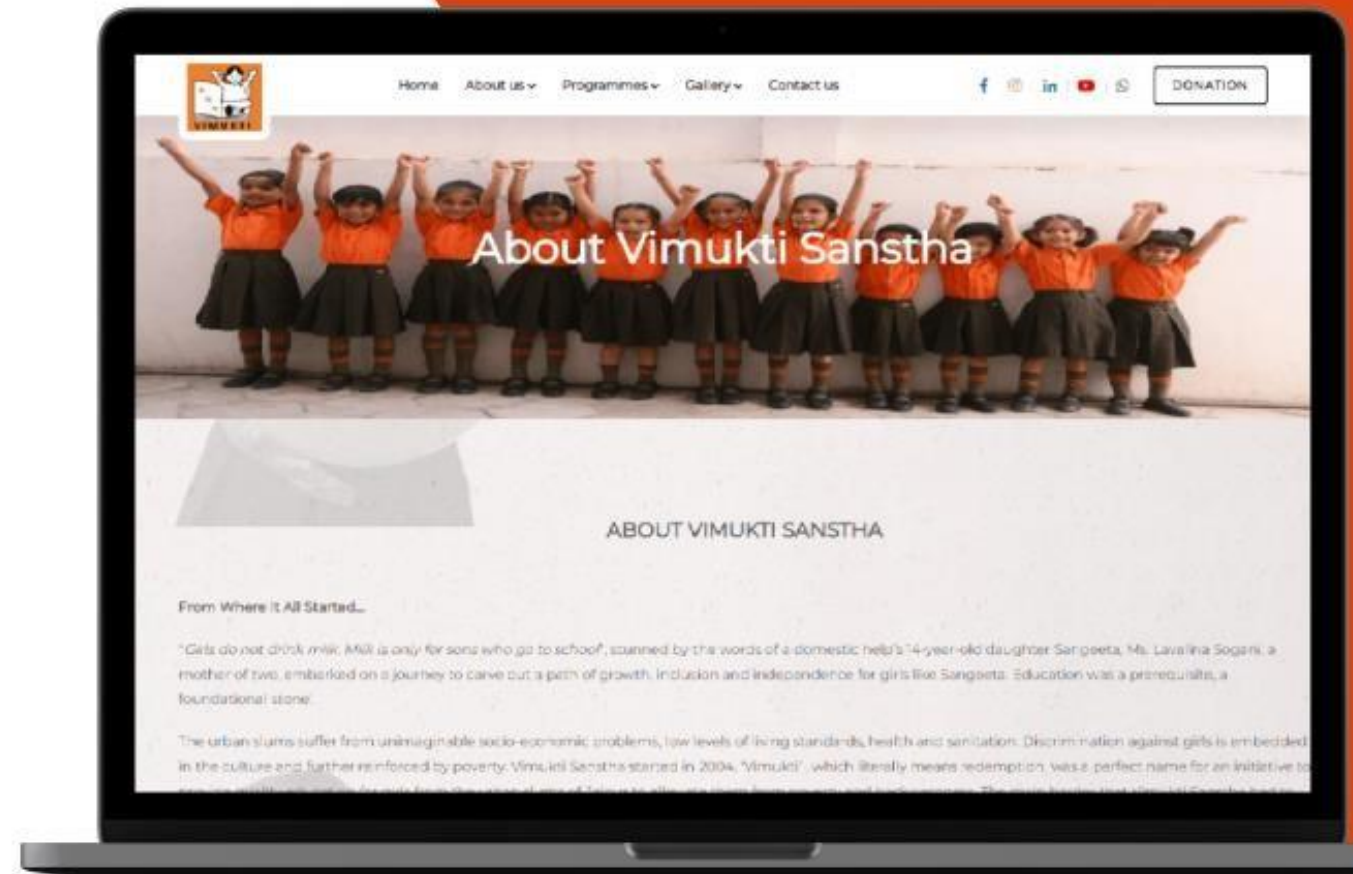 VIMUKTI
Home About us Programmes Gallery Contact us
f in DONATION
About Vimukti Sanstha
ABOUT VIMUKTI SANSTHA
From Where It All Started...
"Girls do not drink milk. Milk is only for sons who go to school", stunned by the words of a domestic help's 14-year-old daughter Sangeeta, Ms. Lavalina Sogani, a
mother of two, embarked on a journey to carve out a path of growth, inclusion and independence for girls like Sangeeta. Education was a prerequisite, a
foundational stone.
The urban slums suffer from unimaginable socio-economic problems, low levels of living standards, health and sanitation. Discrimination against girls is embedded
in the culture and further reinforced by poverty. Vimukti Sanstha started in 2004. "Vimukti", which literally means redemption, was a perfect name for an initiative to